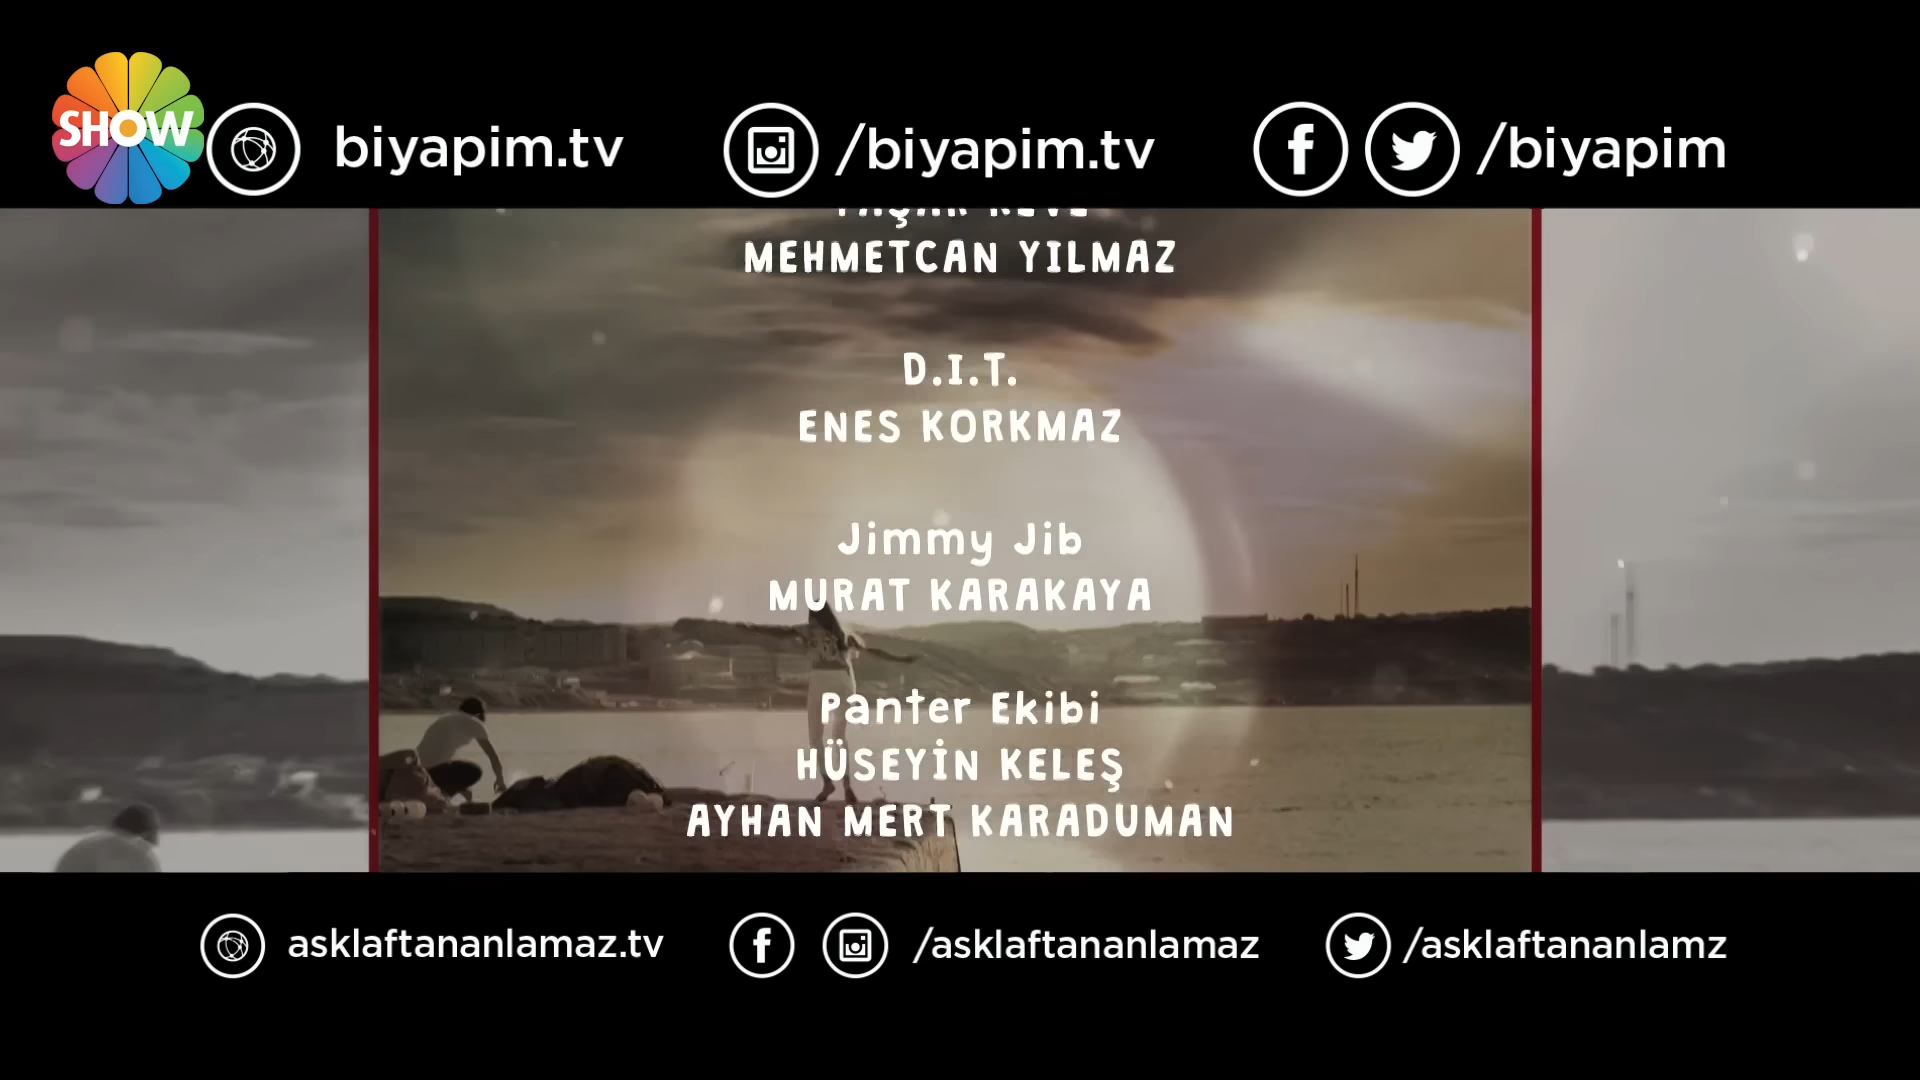 SHOW
biyapim.tv
/biyapim.tv
/biyapim
MEHMETCAN YILMAZ
D.I.T.
ENES KORKMAZ
Jimmy Jib
MURAT KARAKAYA
Panter Ekibi
HÜSEYİN KELEŞ
AYHAN MERT KARADUMAN
asklaftananlamaz.tv
/asklaftananlamaz
/asklaftananlamz